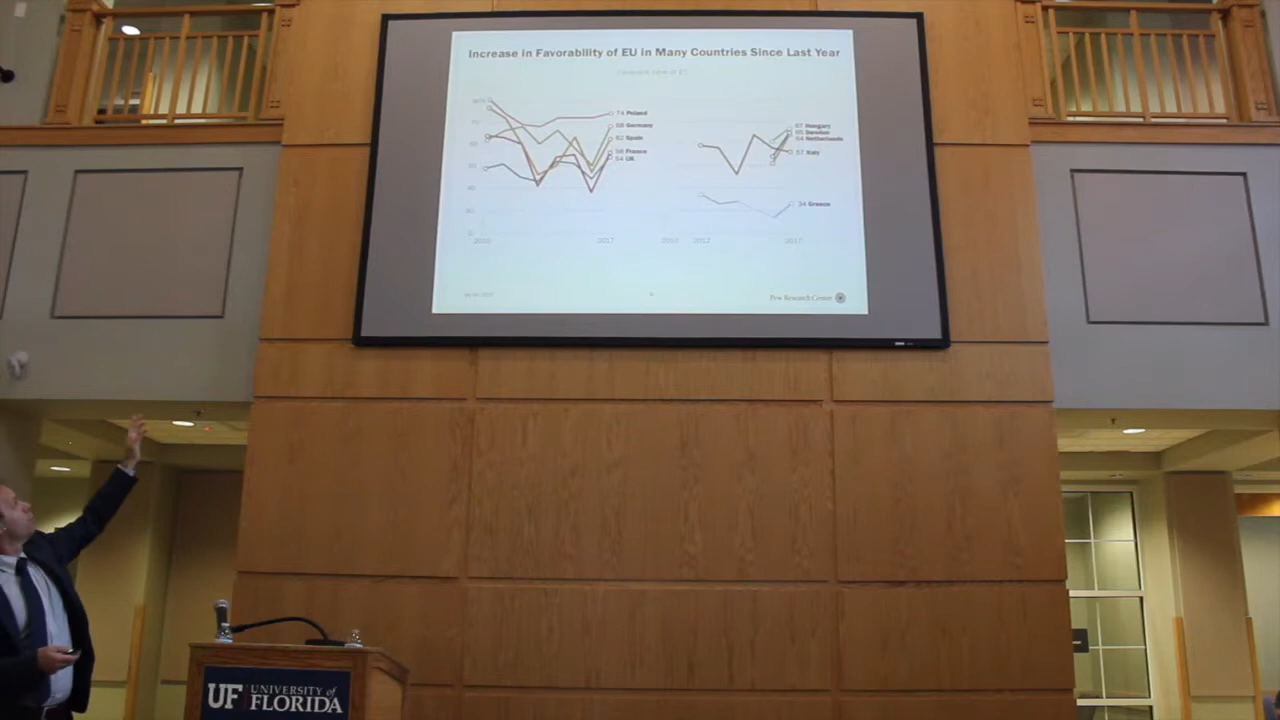 Increase in Favorability of EU in Many Countries Since Last Year
74 Poland
68 Germany
62 Spain
56 France
54 UK
67 Hungary
65 Sweden
64 Netherlands
57 Italy
34 Greece
2017
2012
2017
Pew Research Center
UF UNIVERSITY of
FLORIDA